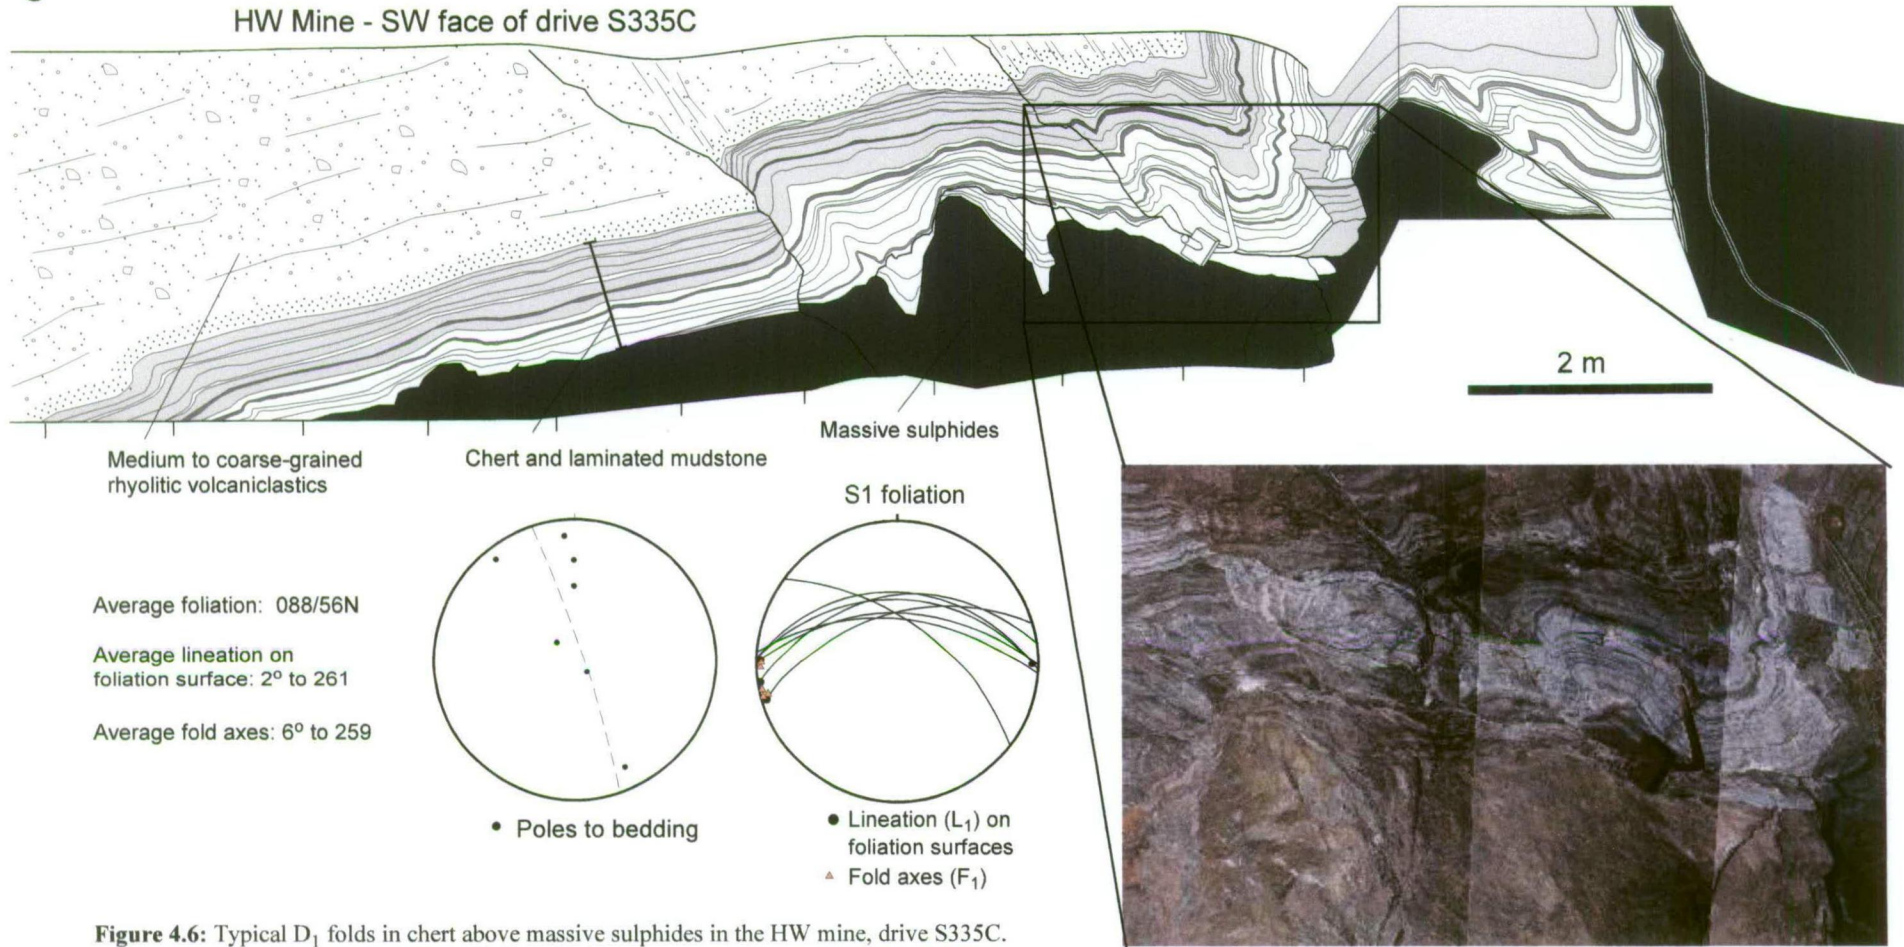 HW Mine - SW face of drive S335C
2 m
Massive sulphides
Medium to coarse-grained
rhyolitic volcaniclastics
Chert and laminated mudstone
S1 foliation
Average foliation: 088/56N
Average lineation on
foliation surface: 2º to 261
Average fold axes: 6º to 259
• Poles to bedding
• Lineation (L₁) on
foliation surfaces
▵ Fold axes (F₁)
Figure 4.6: Typical D₁ folds in chert above massive sulphides in the HW mine, drive S335C.